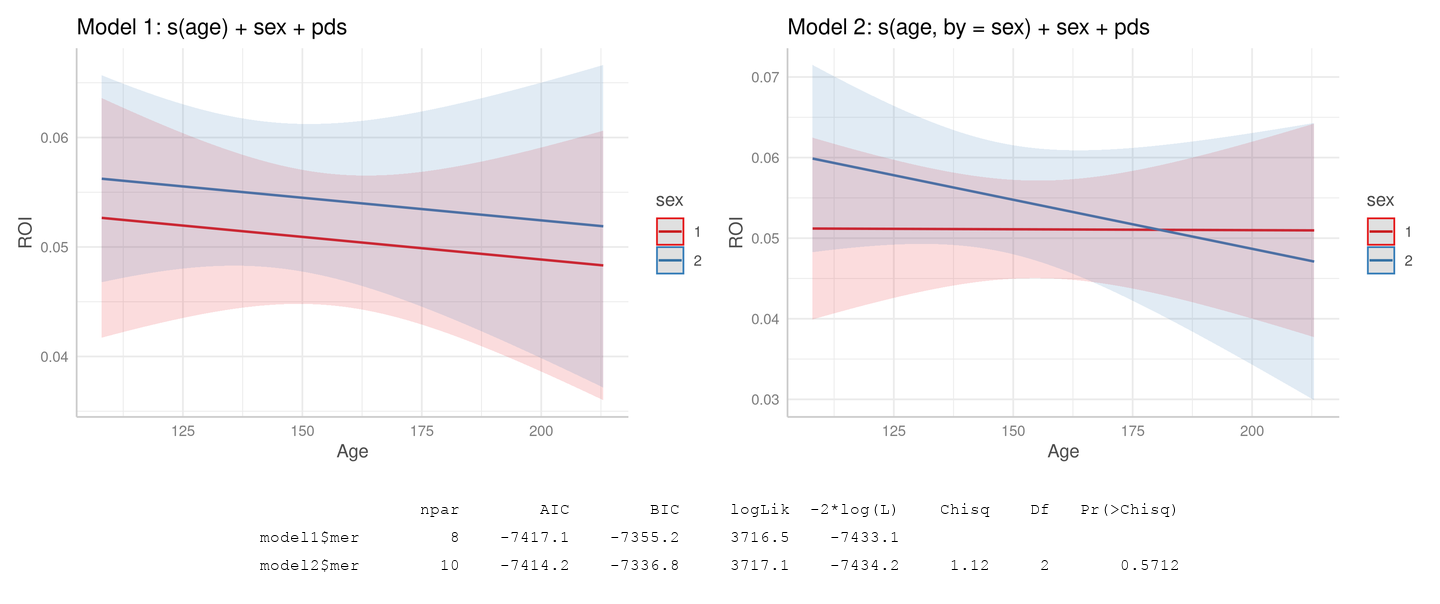 Model 1: s(age) + sex + pds
0.06
0.05
0.04
ROI
125 150 175 200
Age
sex
1
2
Model 2: s(age, by = sex) + sex + pds
0.07
0.06
0.05
0.04
0.03
ROI
125 150 175 200
Age
sex
1
2
npar AIC BIC logLik -2*log(L) Chisq Df Pr(>Chisq)
model1$mer 8 -7417.1 -7355.2 3716.5 -7433.1
model2$mer 10 -7414.2 -7336.8 3717.1 -7434.2 1.12 2 0.5712